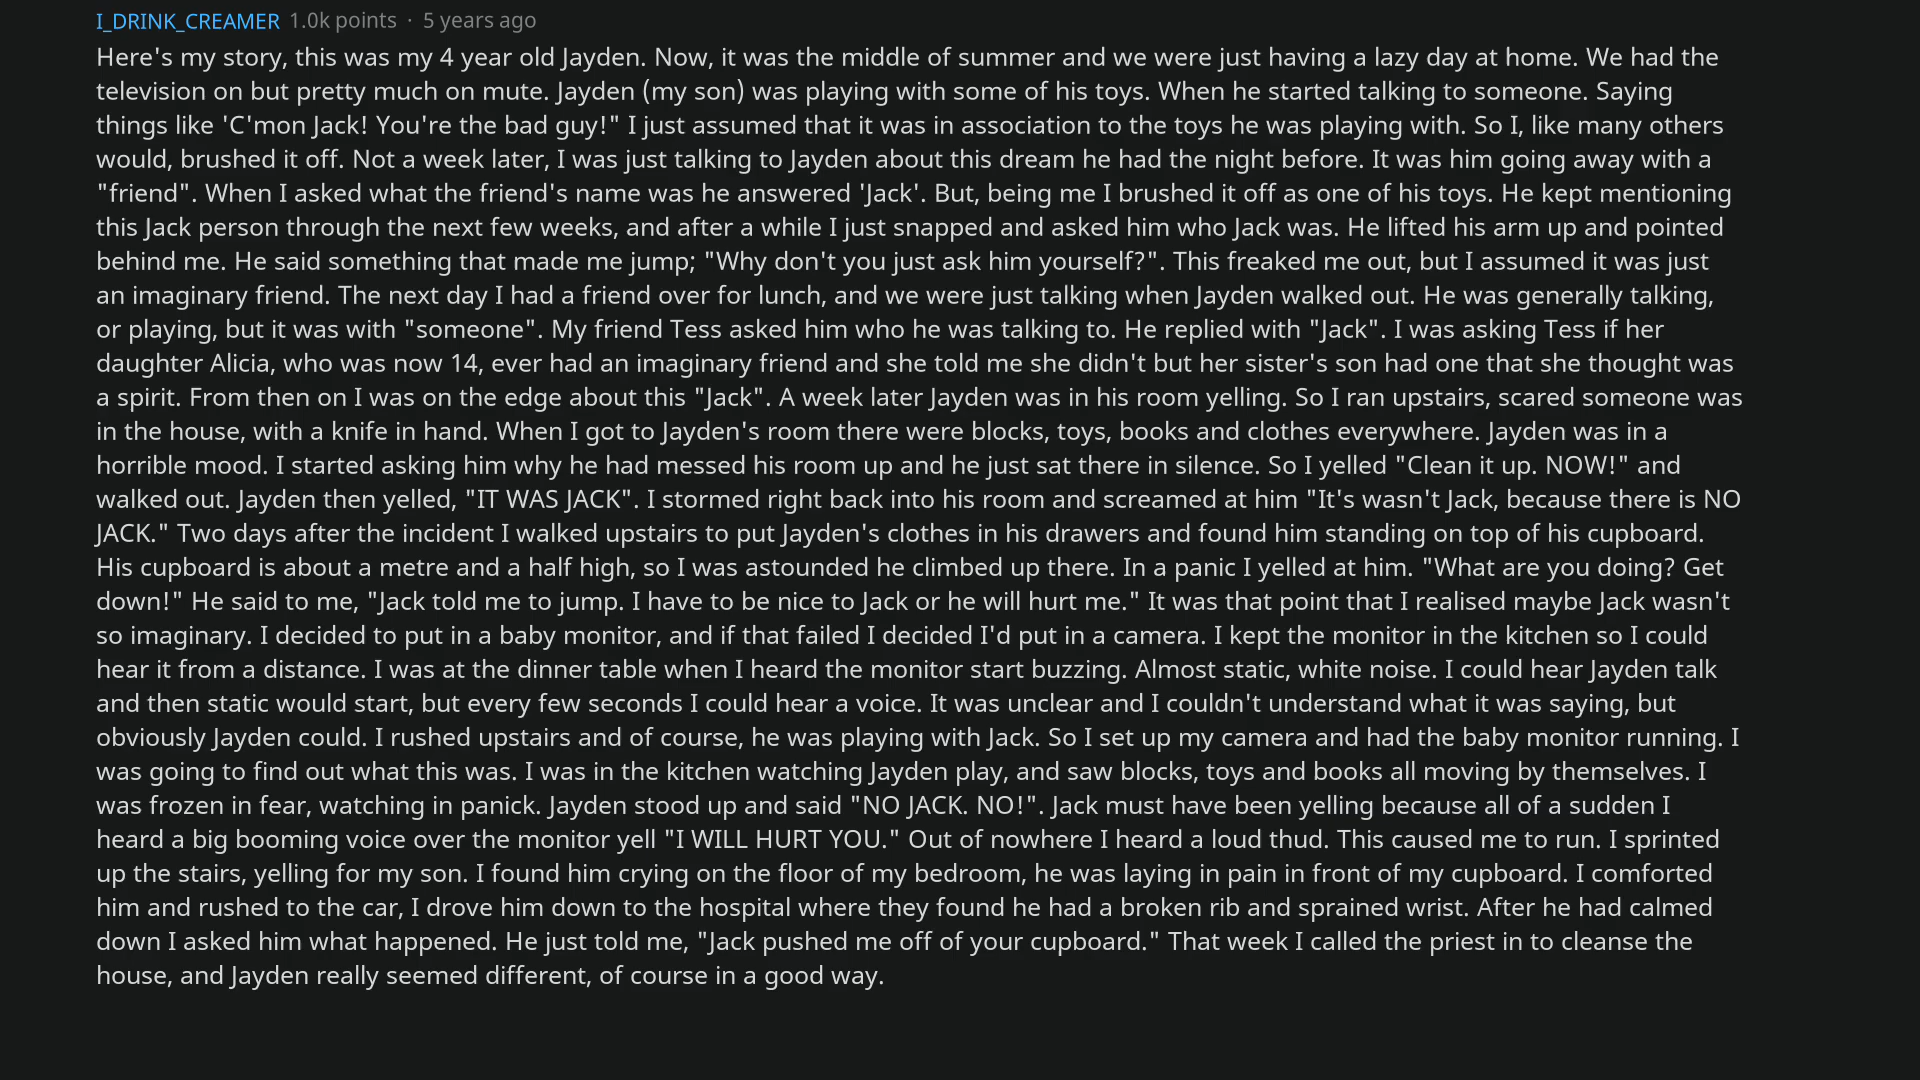 I_DRINK_CREAMER 1.0k points · 5 years ago
Here's my story, this was my 4 year old Jayden. Now, it was the middle of summer and we were just having a lazy day at home. We had the
television on but pretty much on mute. Jayden (my son) was playing with some of his toys. When he started talking to someone. Saying
things like 'C'mon Jack! You're the bad guy!" I just assumed that it was in association to the toys he was playing with. So I, like many others
would, brushed it off. Not a week later, I was just talking to Jayden about this dream he had the night before. It was him going away with a
"friend". When I asked what the friend's name was he answered 'Jack'. But, being me I brushed it off as one of his toys. He kept mentioning
this Jack person through the next few weeks, and after a while I just snapped and asked him who Jack was. He lifted his arm up and pointed
behind me. He said something that made me jump; "Why don't you just ask him yourself?". This freaked me out, but I assumed it was just
an imaginary friend. The next day I had a friend over for lunch, and we were just talking when Jayden walked out. He was generally talking,
or playing, but it was with "someone". My friend Tess asked him who he was talking to. He replied with "Jack". I was asking Tess if her
daughter Alicia, who was now 14, ever had an imaginary friend and she told me she didn't but her sister's son had one that she thought was
a spirit. From then on I was on the edge about this "Jack". A week later Jayden was in his room yelling. So I ran upstairs, scared someone was
in the house, with a knife in hand. When I got to Jayden's room there were blocks, toys, books and clothes everywhere. Jayden was in a
horrible mood. I started asking him why he had messed his room up and he just sat there in silence. So I yelled "Clean it up. NOW!" and
walked out. Jayden then yelled, "IT WAS JACK". I stormed right back into his room and screamed at him "It's wasn't Jack, because there is NO
JACK." Two days after the incident I walked upstairs to put Jayden's clothes in his drawers and found him standing on top of his cupboard.
His cupboard is about a metre and a half high, so I was astounded he climbed up there. In a panic I yelled at him. "What are you doing? Get
down!" He said to me, "Jack told me to jump. I have to be nice to Jack or he will hurt me." It was that point that I realised maybe Jack wasn't
so imaginary. I decided to put in a baby monitor, and if that failed I decided I'd put in a camera. I kept the monitor in the kitchen so I could
hear it from a distance. I was at the dinner table when I heard the monitor start buzzing. Almost static, white noise. I could hear Jayden talk
and then static would start, but every few seconds I could hear a voice. It was unclear and I couldn't understand what it was saying, but
obviously Jayden could. I rushed upstairs and of course, he was playing with Jack. So I set up my camera and had the baby monitor running. I
was going to find out what this was. I was in the kitchen watching Jayden play, and saw blocks, toys and books all moving by themselves. I
was frozen in fear, watching in panick. Jayden stood up and said "NO JACK. NO!". Jack must have been yelling because all of a sudden I
heard a big booming voice over the monitor yell "I WILL HURT YOU." Out of nowhere I heard a loud thud. This caused me to run. I sprinted
up the stairs, yelling for my son. I found him crying on the floor of my bedroom, he was laying in pain in front of my cupboard. I comforted
him and rushed to the car, I drove him down to the hospital where they found he had a broken rib and sprained wrist. After he had calmed
down I asked him what happened. He just told me, "Jack pushed me off of your cupboard." That week I called the priest in to cleanse the
house, and Jayden really seemed different, of course in a good way.